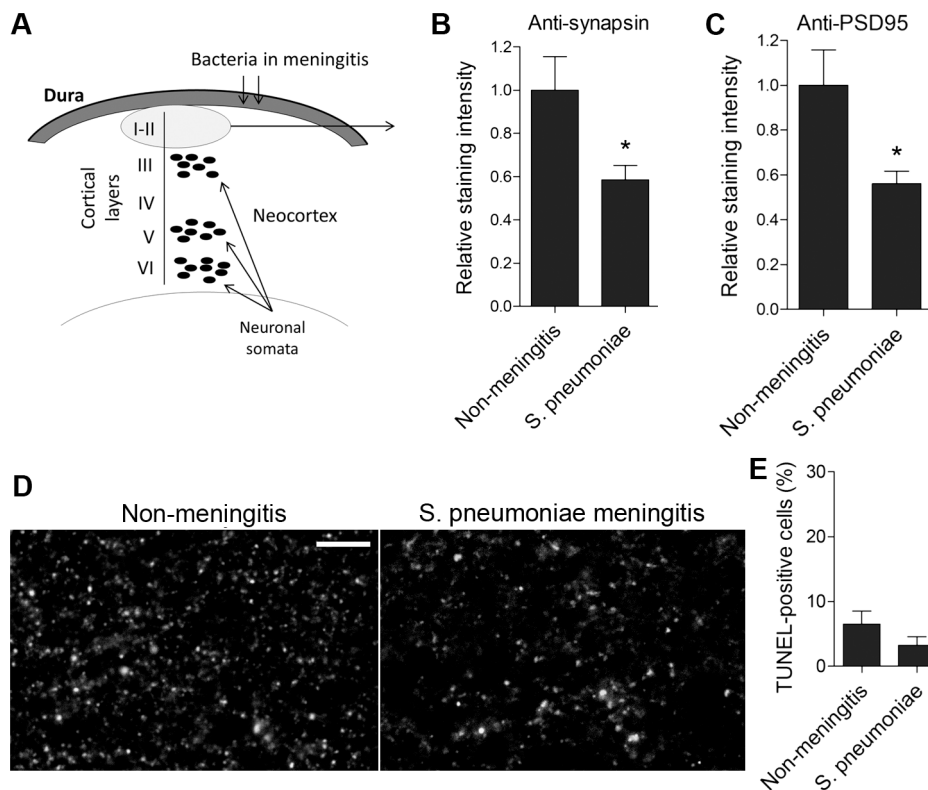 A
Bacteria in meningitis
Dura
I-II
III
IV
V
VI
Cortical
layers
Neocortex
Neuronal
somata
B
Anti-synapsin
Relative staining intensity
1.2
1.0
0.8
0.6
0.4
0.2
0.0
*
Non-meningitis
S. pneumoniae
C
Anti-PSD95
Relative staining intensity
1.2
1.0
0.8
0.6
0.4
0.2
0.0
*
Non-meningitis
S. pneumoniae
D
Non-meningitis
S. pneumoniae meningitis
E
TUNEL-positive cells (%)
30
20
10
0
Non-meningitis
S. pneumoniae